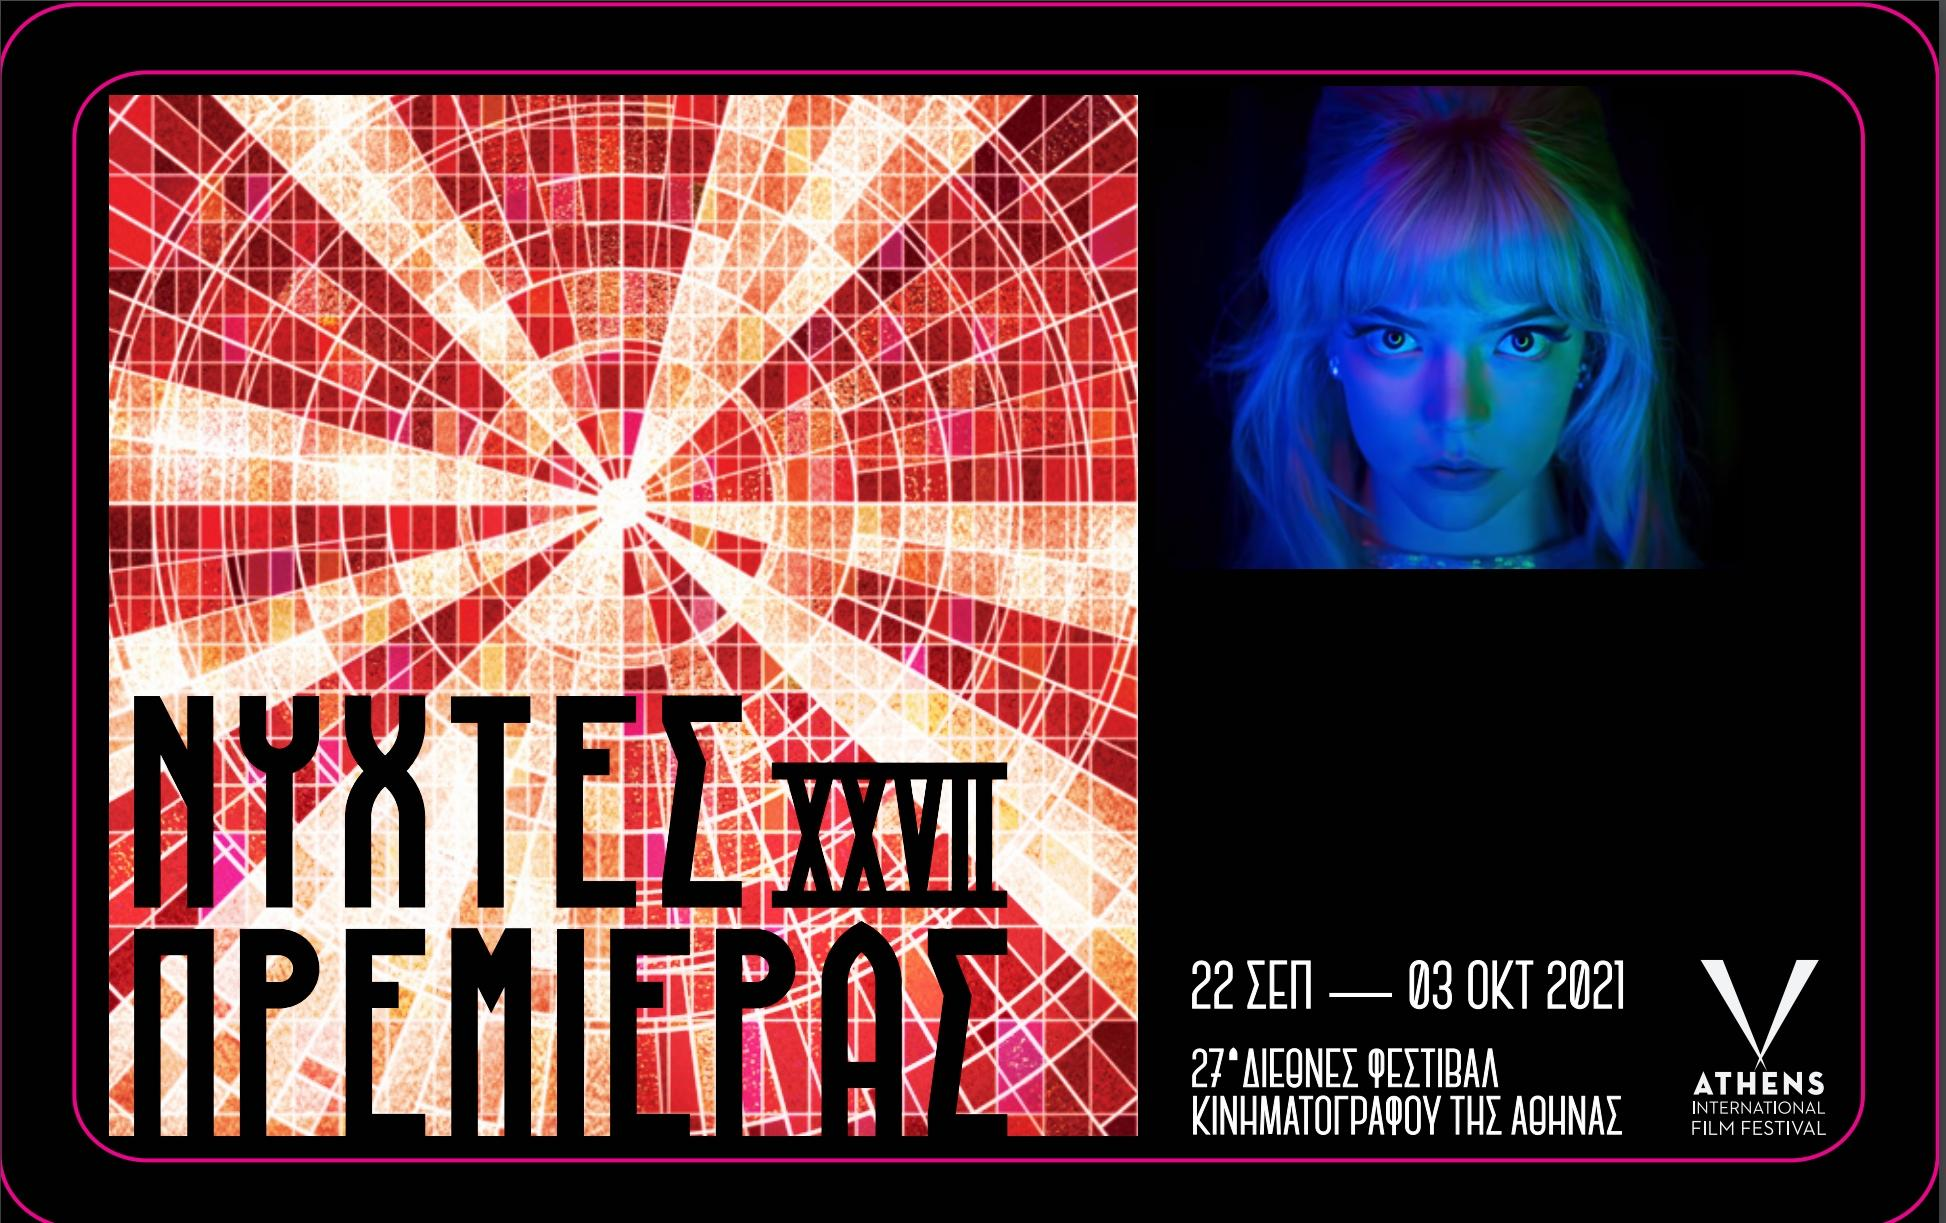 ΝΥΧΤΕΣ XXVII
ΠΡΕΜΙΕΡΑΣ
22 ΣΕΠ — 03 ΟΚΤ 2021
27ο ΔΙΕΘΝΕΣ ΦΕΣΤΙΒΑΛ
ΚΙΝΗΜΑΤΟΓΡΑΦΟΥ ΤΗΣ ΑΘΗΝΑΣ
ATHENS
INTERNATIONAL
FILM FESTIVAL